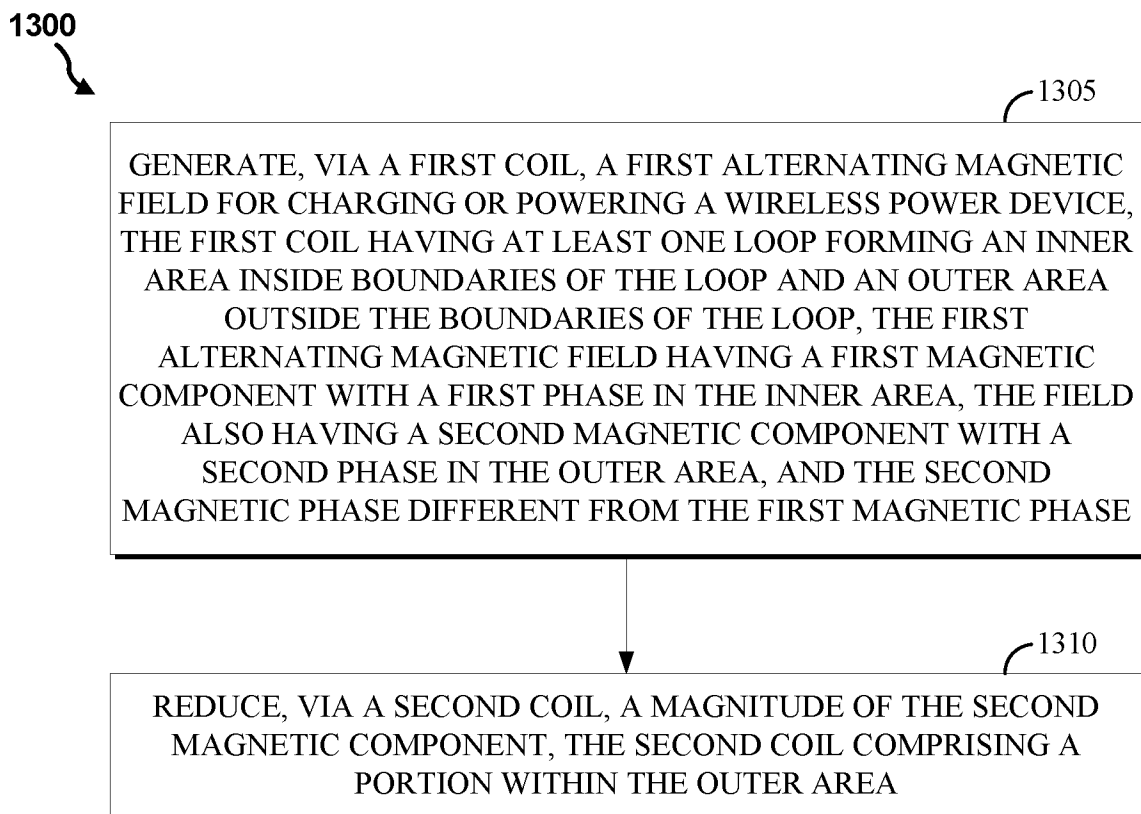 1300
1305
GENERATE, VIA A FIRST COIL, A FIRST ALTERNATING MAGNETIC
FIELD FOR CHARGING OR POWERING A WIRELESS POWER DEVICE,
THE FIRST COIL HAVING AT LEAST ONE LOOP FORMING AN INNER
AREA INSIDE BOUNDARIES OF THE LOOP AND AN OUTER AREA
OUTSIDE THE BOUNDARIES OF THE LOOP, THE FIRST
ALTERNATING MAGNETIC FIELD HAVING A FIRST MAGNETIC
COMPONENT WITH A FIRST PHASE IN THE INNER AREA, THE FIELD
ALSO HAVING A SECOND MAGNETIC COMPONENT WITH A
SECOND PHASE IN THE OUTER AREA, AND THE SECOND
MAGNETIC PHASE DIFFERENT FROM THE FIRST MAGNETIC PHASE
1310
REDUCE, VIA A SECOND COIL, A MAGNITUDE OF THE SECOND
MAGNETIC COMPONENT, THE SECOND COIL COMPRISING A
PORTION WITHIN THE OUTER AREA